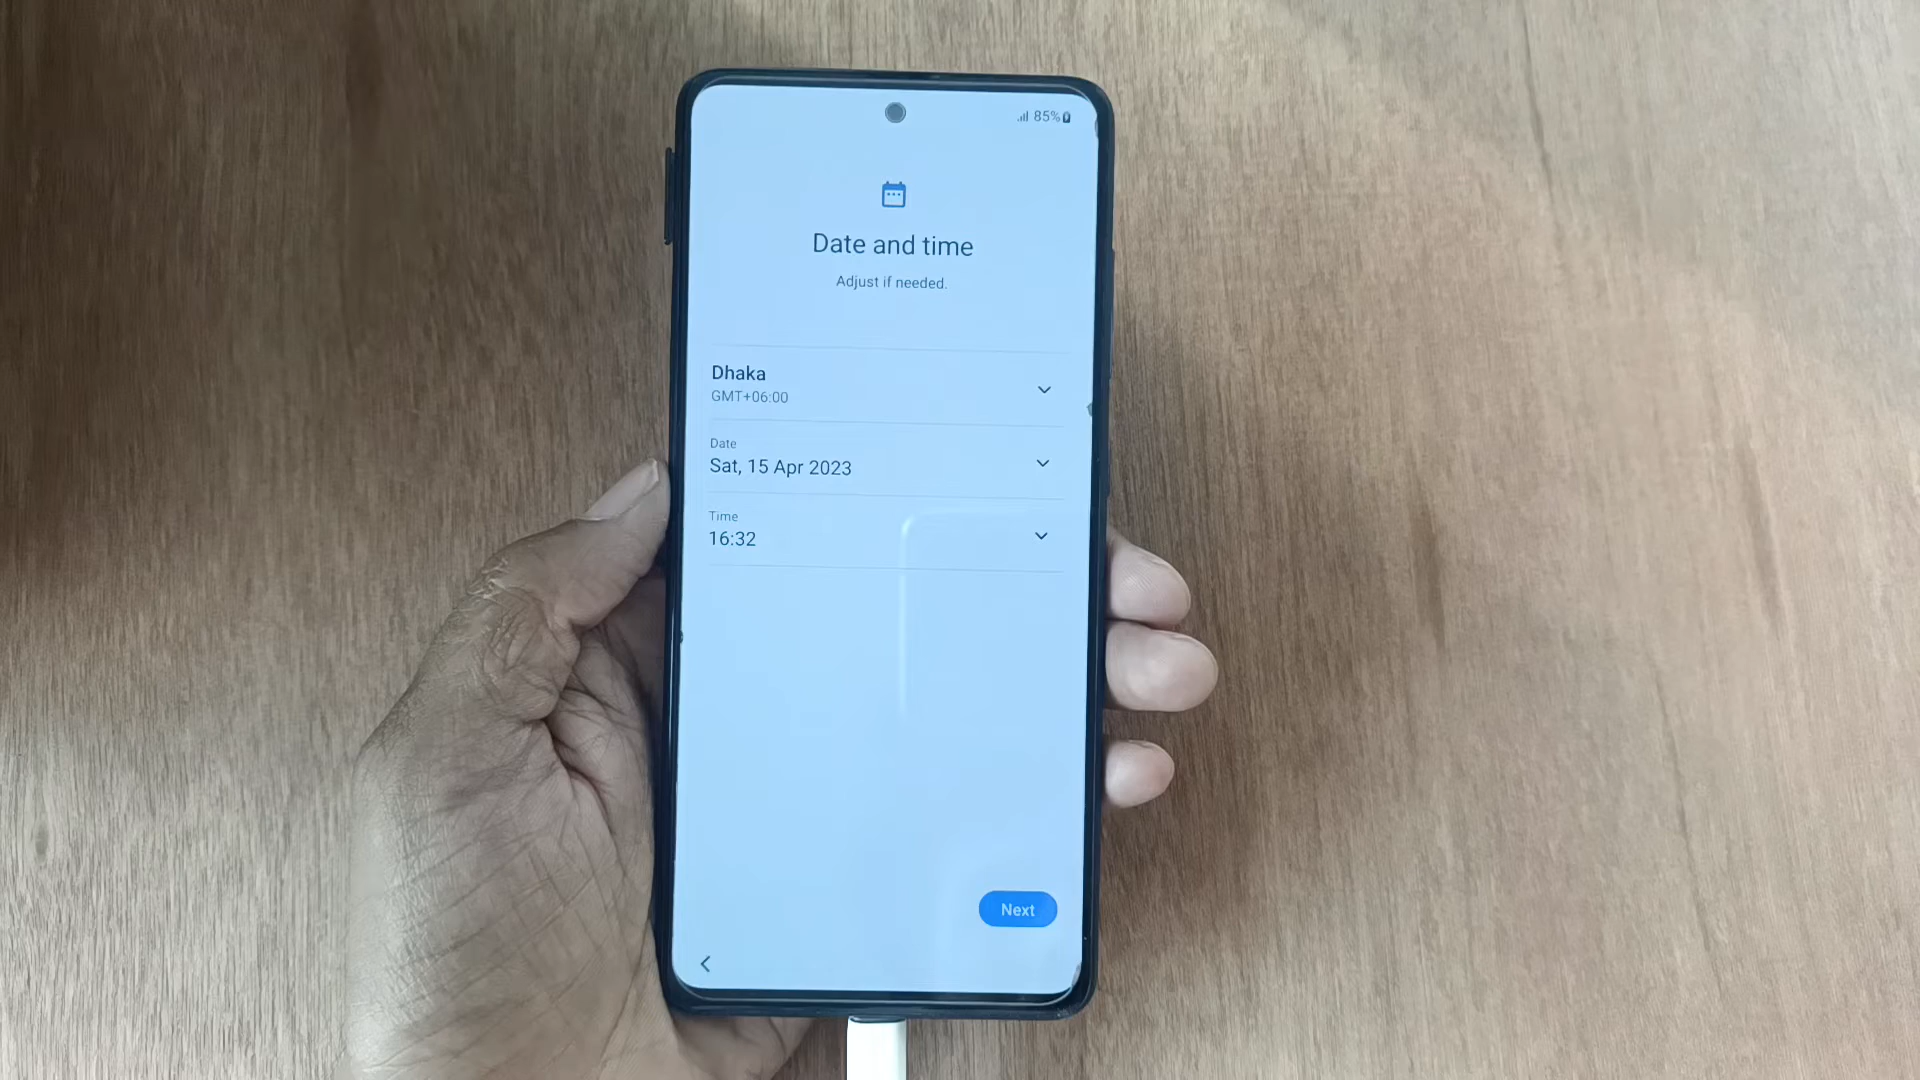 85%
Date and time
Adjust if needed.
Dhaka
GMT+06:00
Date
Sat, 15 Apr 2023
Time
16:32
Next